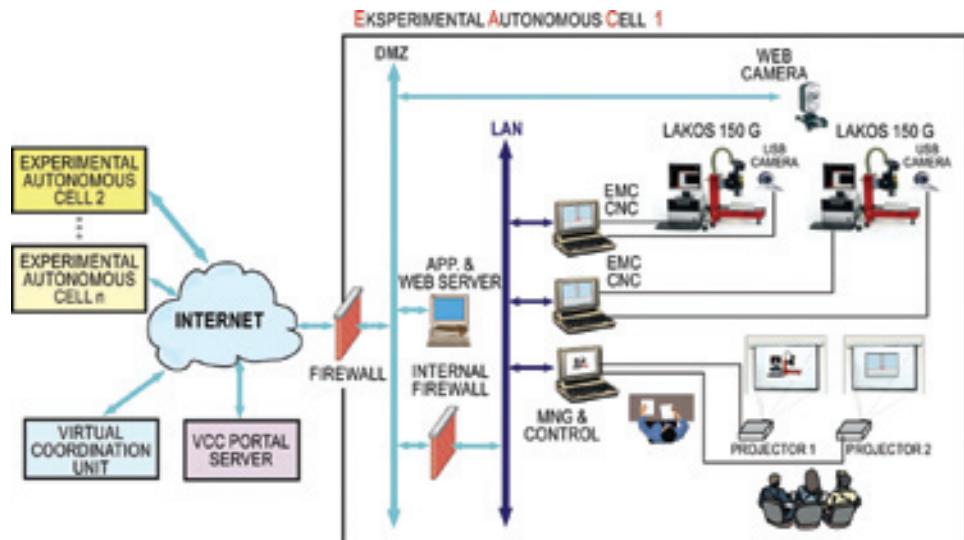 EKSPERIMENTAL AUTONOMOUS CELL 1
DMZ
WEB
CAMERA
LAN
LAKOS 150 G
LAKOS 150 G
USB
CAMERA
USB
CAMERA
EXPERIMENTAL
AUTONOMOUS
CELL 2
EMC
CNC
EXPERIMENTAL
AUTONOMOUS
CELL n
APP. &
WEB SERVER
EMC
CNC
INTERNET
FIREWALL
INTERNAL
FIREWALL
MNG &
CONTROL
VIRTUAL
COORDINATION
UNIT
VCC PORTAL
SERVER
PROJECTOR 1
PROJECTOR 2